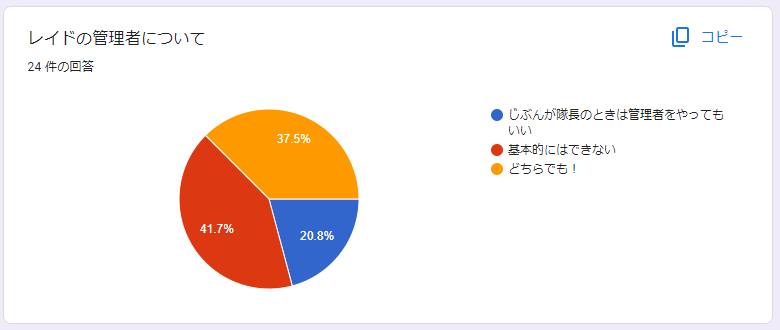 レイドの管理者について
コピー
24 件の回答
37.5%
41.7%
20.8%
じぶんが隊長のときは管理者をやっても
いい
基本的にはできない
どちらでも！